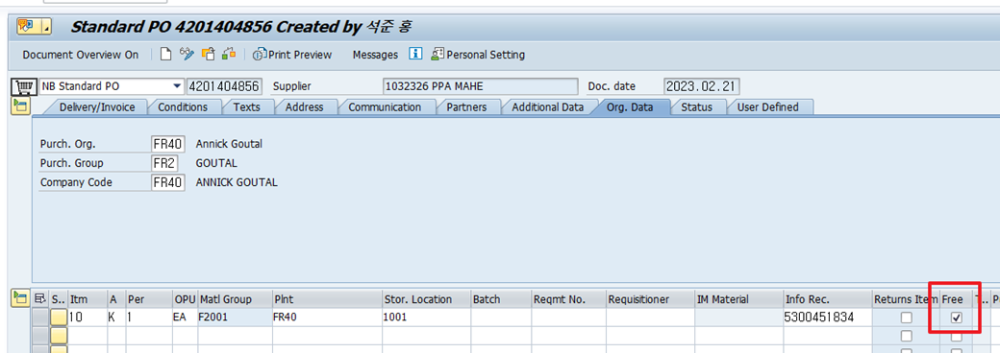 Standard PO 4201404856 Created by 석준 홍
Document Overview On Print Preview Messages Personal Setting
NB Standard PO 4201404856 Supplier 1032326 PPA MAHE Doc. date 2023.02.21
Delivery/Invoice Conditions Texts Address Communication Partners Additional Data Org. Data Status User Defined
Purch. Org. FR40 Annick Goutal
Purch. Group FR2 GOUTAL
Company Code FR40 ANNICK GOUTAL
S.. Itm A Per OPU Matl Group Plnt Stor. Location Batch Reqmt No. Requisitioner IM Material Info Rec. Returns Item Free T..
10 K 1 EA F2001 FR40 1001 5300451834